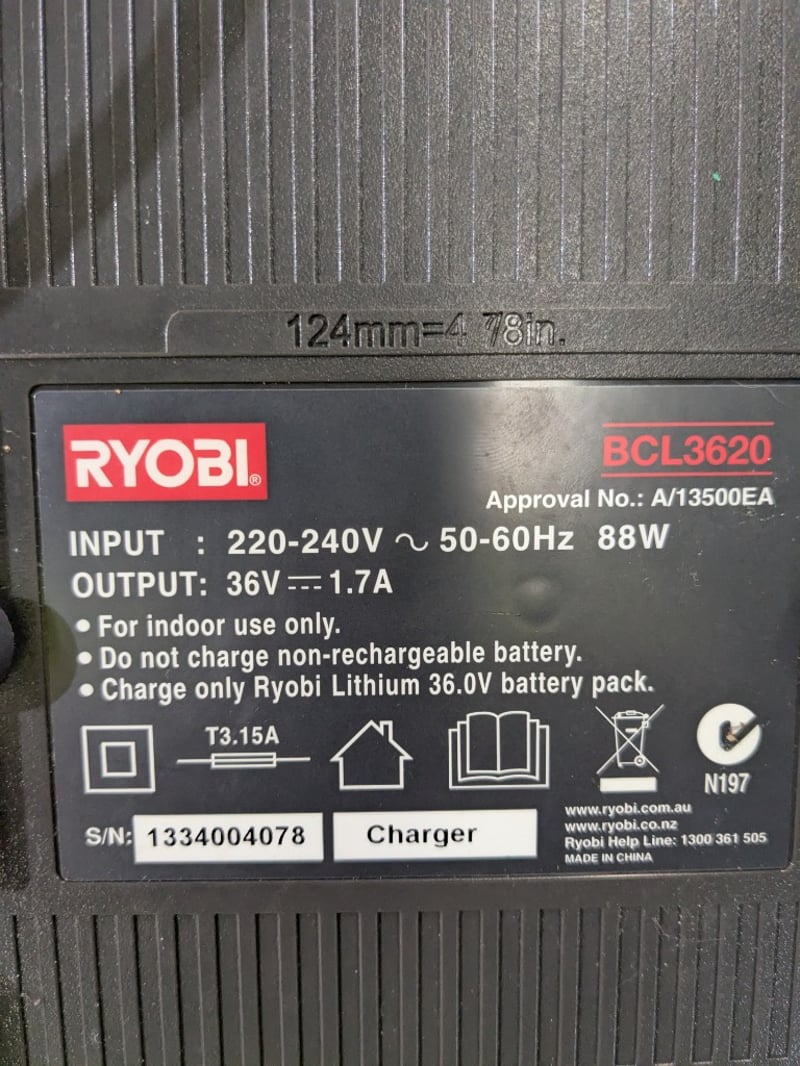 124mm=4 7/8in.
RYOBI®
BCL3620
Approval No.: A/13500EA
INPUT : 220-240V ~ 50-60Hz 88W
OUTPUT: 36V ⎓ 1.7A
• For indoor use only.
• Do not charge non-rechargeable battery.
• Charge only Ryobi Lithium 36.0V battery pack.
T3.15A
N197
S/N: 1334004078
Charger
www.ryobi.com.au
www.ryobi.co.nz
Ryobi Help Line: 1300 361 505
MADE IN CHINA